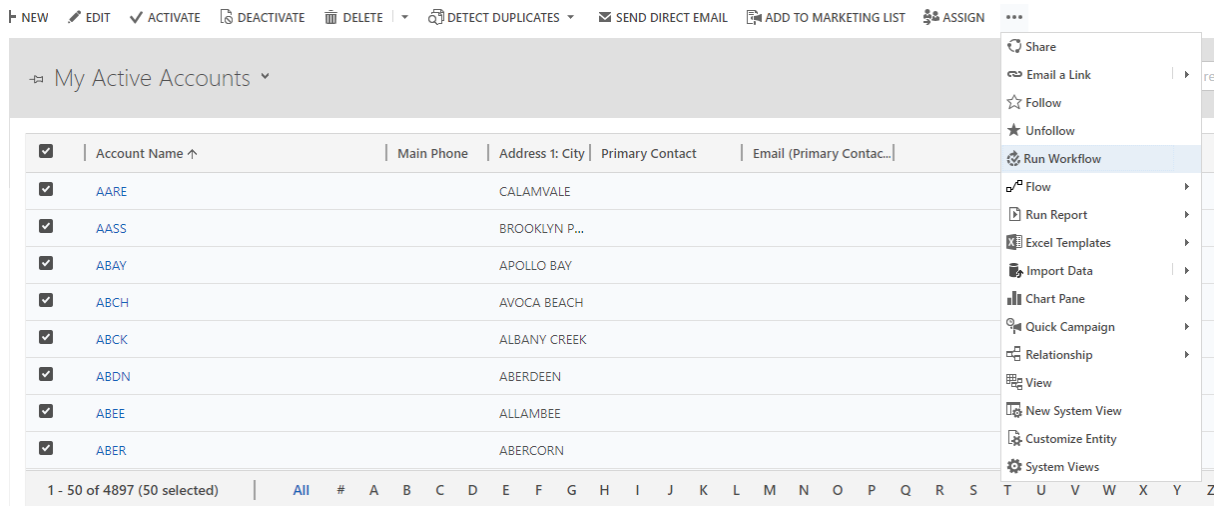 NEW EDIT ACTIVATE DEACTIVATE DELETE DETECT DUPLICATES SEND DIRECT EMAIL ADD TO MARKETING LIST ASSIGN •••
My Active Accounts
re
Account Name Main Phone Address 1: City Primary Contact Email (Primary Contac...
AARE CALAMVALE
AASS BROOKLYN P...
ABAY APOLLO BAY
ABCH AVOCA BEACH
ABCK ALBANY CREEK
ABDN ABERDEEN
ABEE ALLAMBEE
ABER ABERCORN
Share
Email a Link
Follow
Unfollow
Run Workflow
Flow
Run Report
Excel Templates
Import Data
Chart Pane
Quick Campaign
Relationship
View
New System View
Customize Entity
System Views
1 - 50 of 4897 (50 selected) All # A B C D E F G H I J K L M N O P Q R S T U V W X Y Z